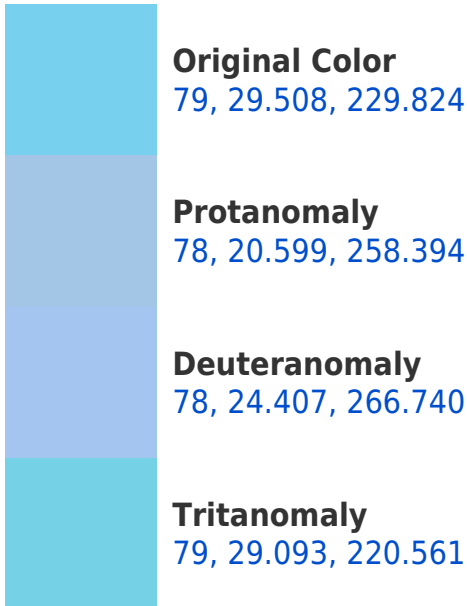 Original Color
79, 29.508, 229.824
Protanomaly
78, 20.599, 258.394
Deuteranomaly
78, 24.407, 266.740
Tritanomaly
79, 29.093, 220.561